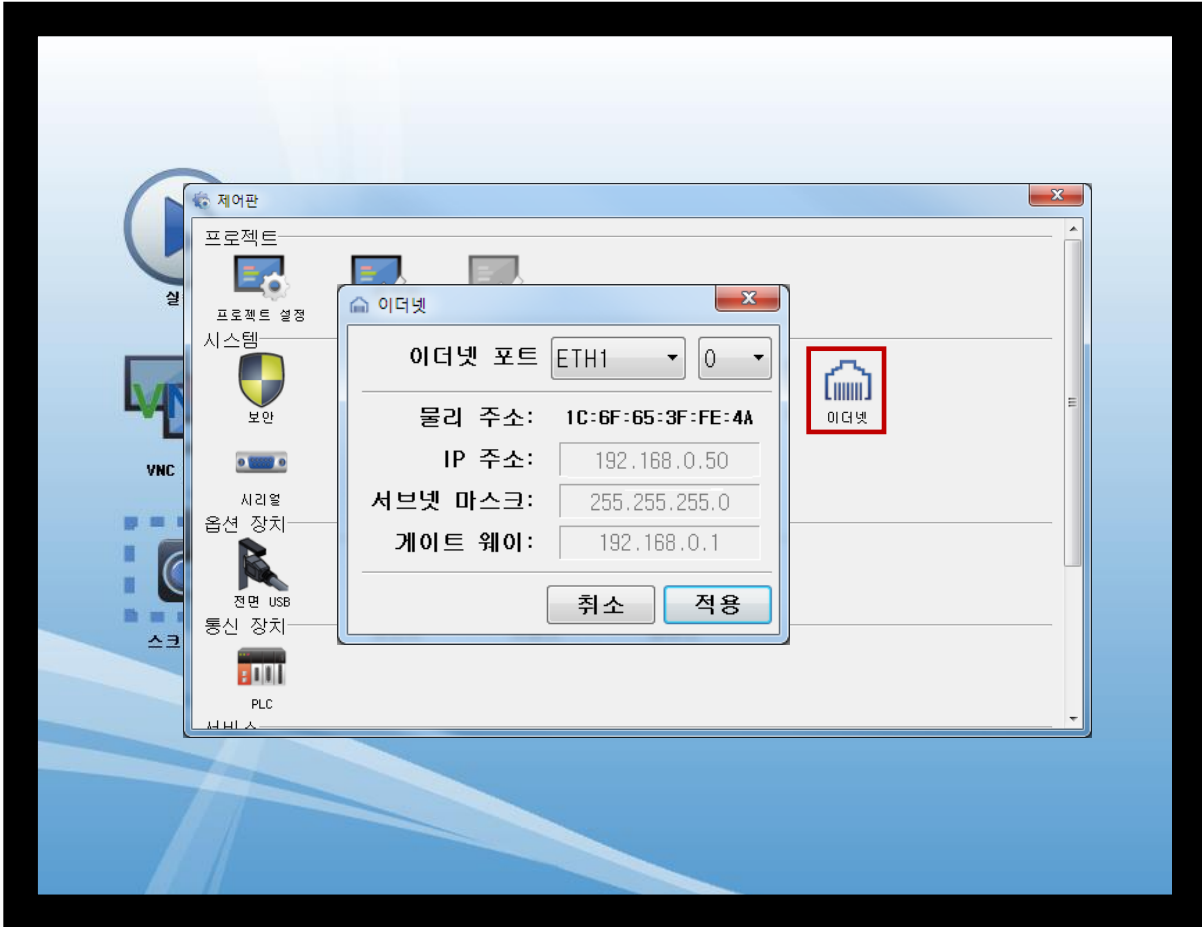 제어판
프로젝트
프로젝트 설정
시스템
보안
이더넷
시리얼
옵션 장치
전면 USB
통신 장치
PLC
이더넷
이더넷 포트 ETH1 0
물리 주소: 1C:6F:65:3F:FE:4A
IP 주소: 192.168.0.50
서브넷 마스크: 255.255.255.0
게이트 웨이: 192.168.0.1
취소 적용
VNC
스크